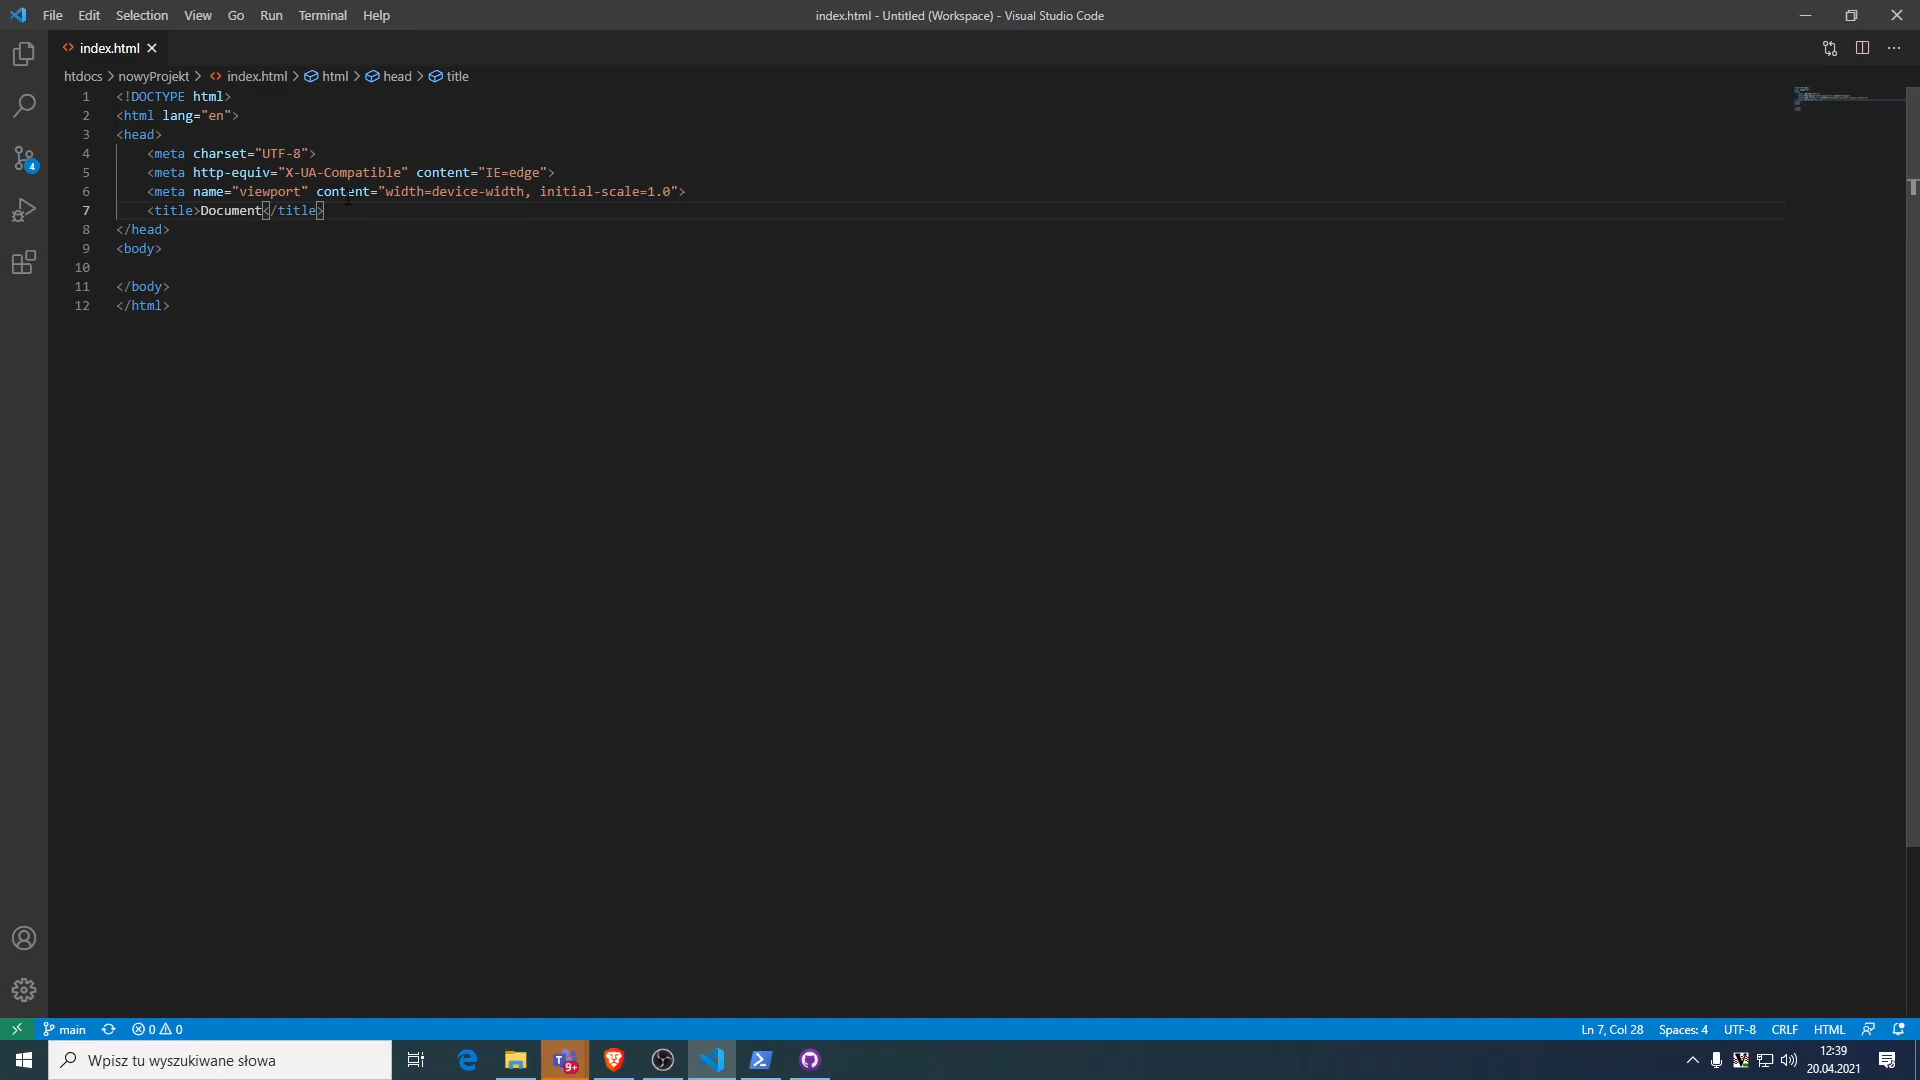 File Edit Selection View Go Run Terminal Help
index.html - Untitled (Workspace) - Visual Studio Code
index.html
htdocs > nowyProjekt > index.html > html > head > title
1 <!DOCTYPE html>
2 <html lang="en">
3 <head>
4 <meta charset="UTF-8">
5 <meta http-equiv="X-UA-Compatible" content="IE=edge">
6 <meta name="viewport" content="width=device-width, initial-scale=1.0">
7 <title>Document</title>
8 </head>
9 <body>
10
11 </body>
12 </html>
4
main 0 0 Ln 7, Col 28 Spaces: 4 UTF-8 CRLF HTML
Wpisz tu wyszukiwane słowa
T 9+
12:39
20.04.2021